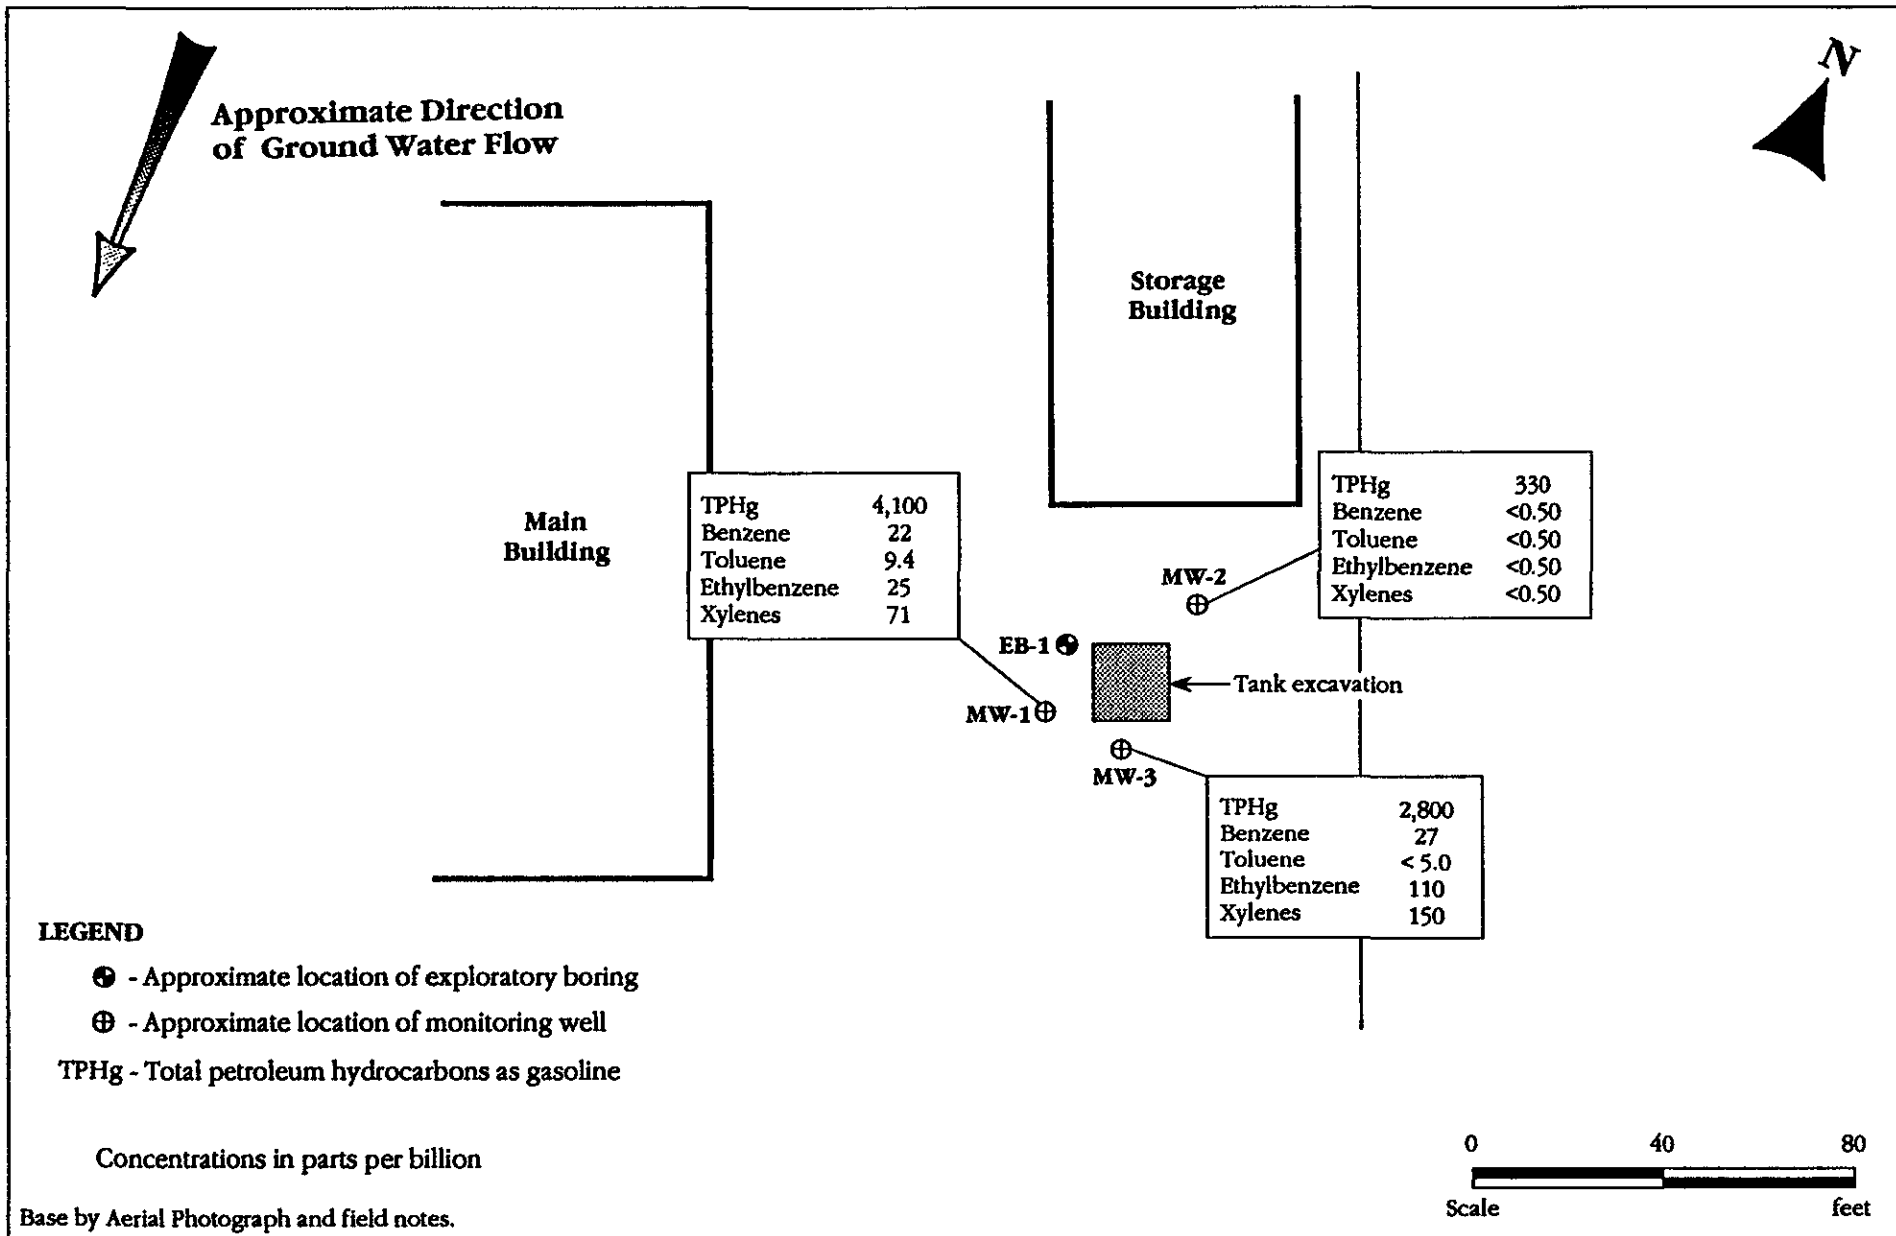 N
Approximate Direction
of Ground Water Flow
Storage
Building
Main
Building
TPHg 4,100
Benzene 22
Toluene 9.4
Ethylbenzene 25
Xylenes 71
TPHg 330
Benzene <0.50
Toluene <0.50
Ethylbenzene <0.50
Xylenes <0.50
MW-2
EB-1
Tank excavation
MW-1
MW-3
TPHg 2,800
Benzene 27
Toluene < 5.0
Ethylbenzene 110
Xylenes 150
LEGEND
- Approximate location of exploratory boring
- Approximate location of monitoring well
TPHg - Total petroleum hydrocarbons as gasoline
Concentrations in parts per billion
Base by Aerial Photograph and field notes.
0 40 80
Scale feet